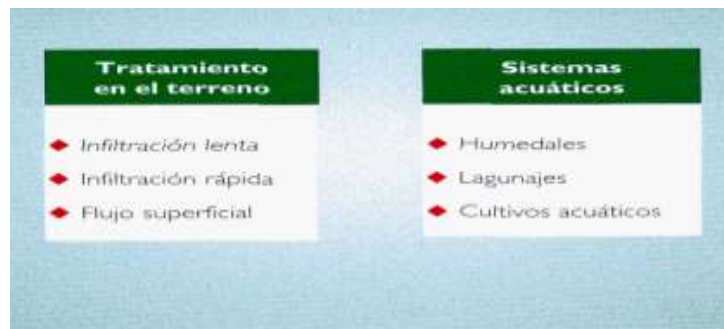 Tratamiento
en el terreno
Infiltración lenta
Infiltración rápida
Flujo superficial
Sistemas
acuáticos
Humedales
Lagunajes
Cultivos acuáticos